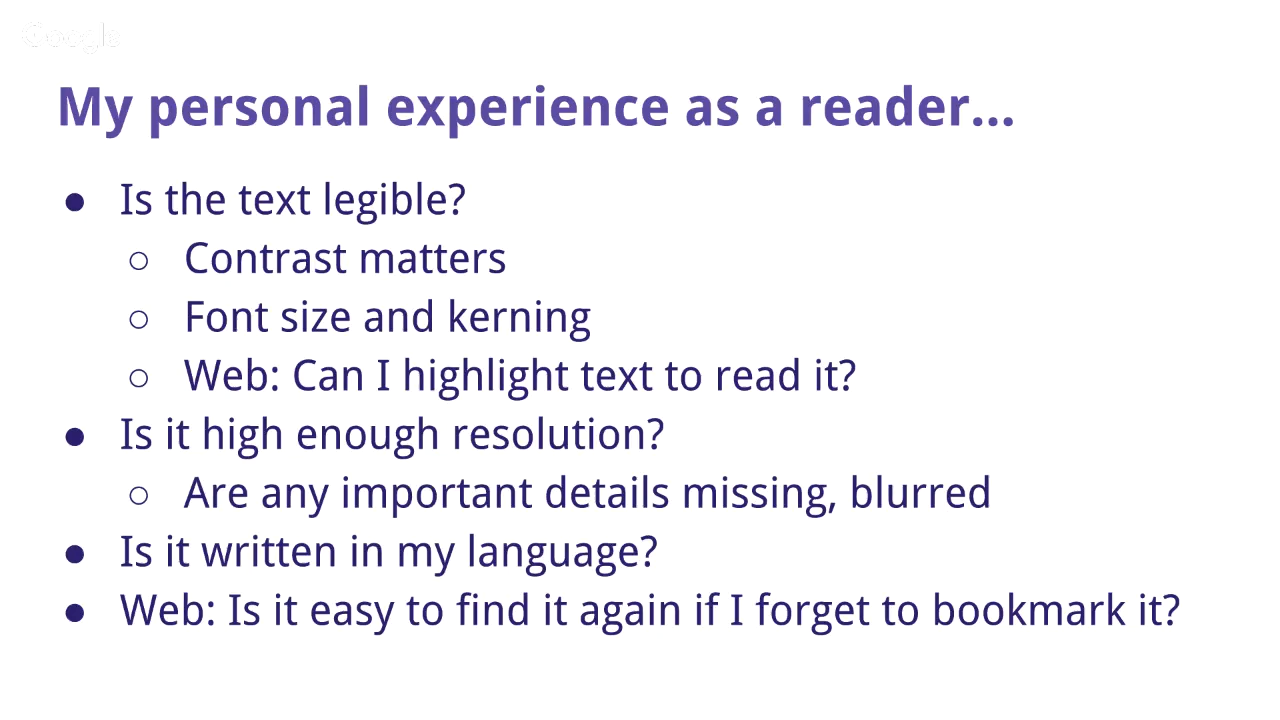 Google
My personal experience as a reader...
● Is the text legible?
○ Contrast matters
○ Font size and kerning
○ Web: Can I highlight text to read it?
● Is it high enough resolution?
○ Are any important details missing, blurred
● Is it written in my language?
● Web: Is it easy to find it again if I forget to bookmark it?